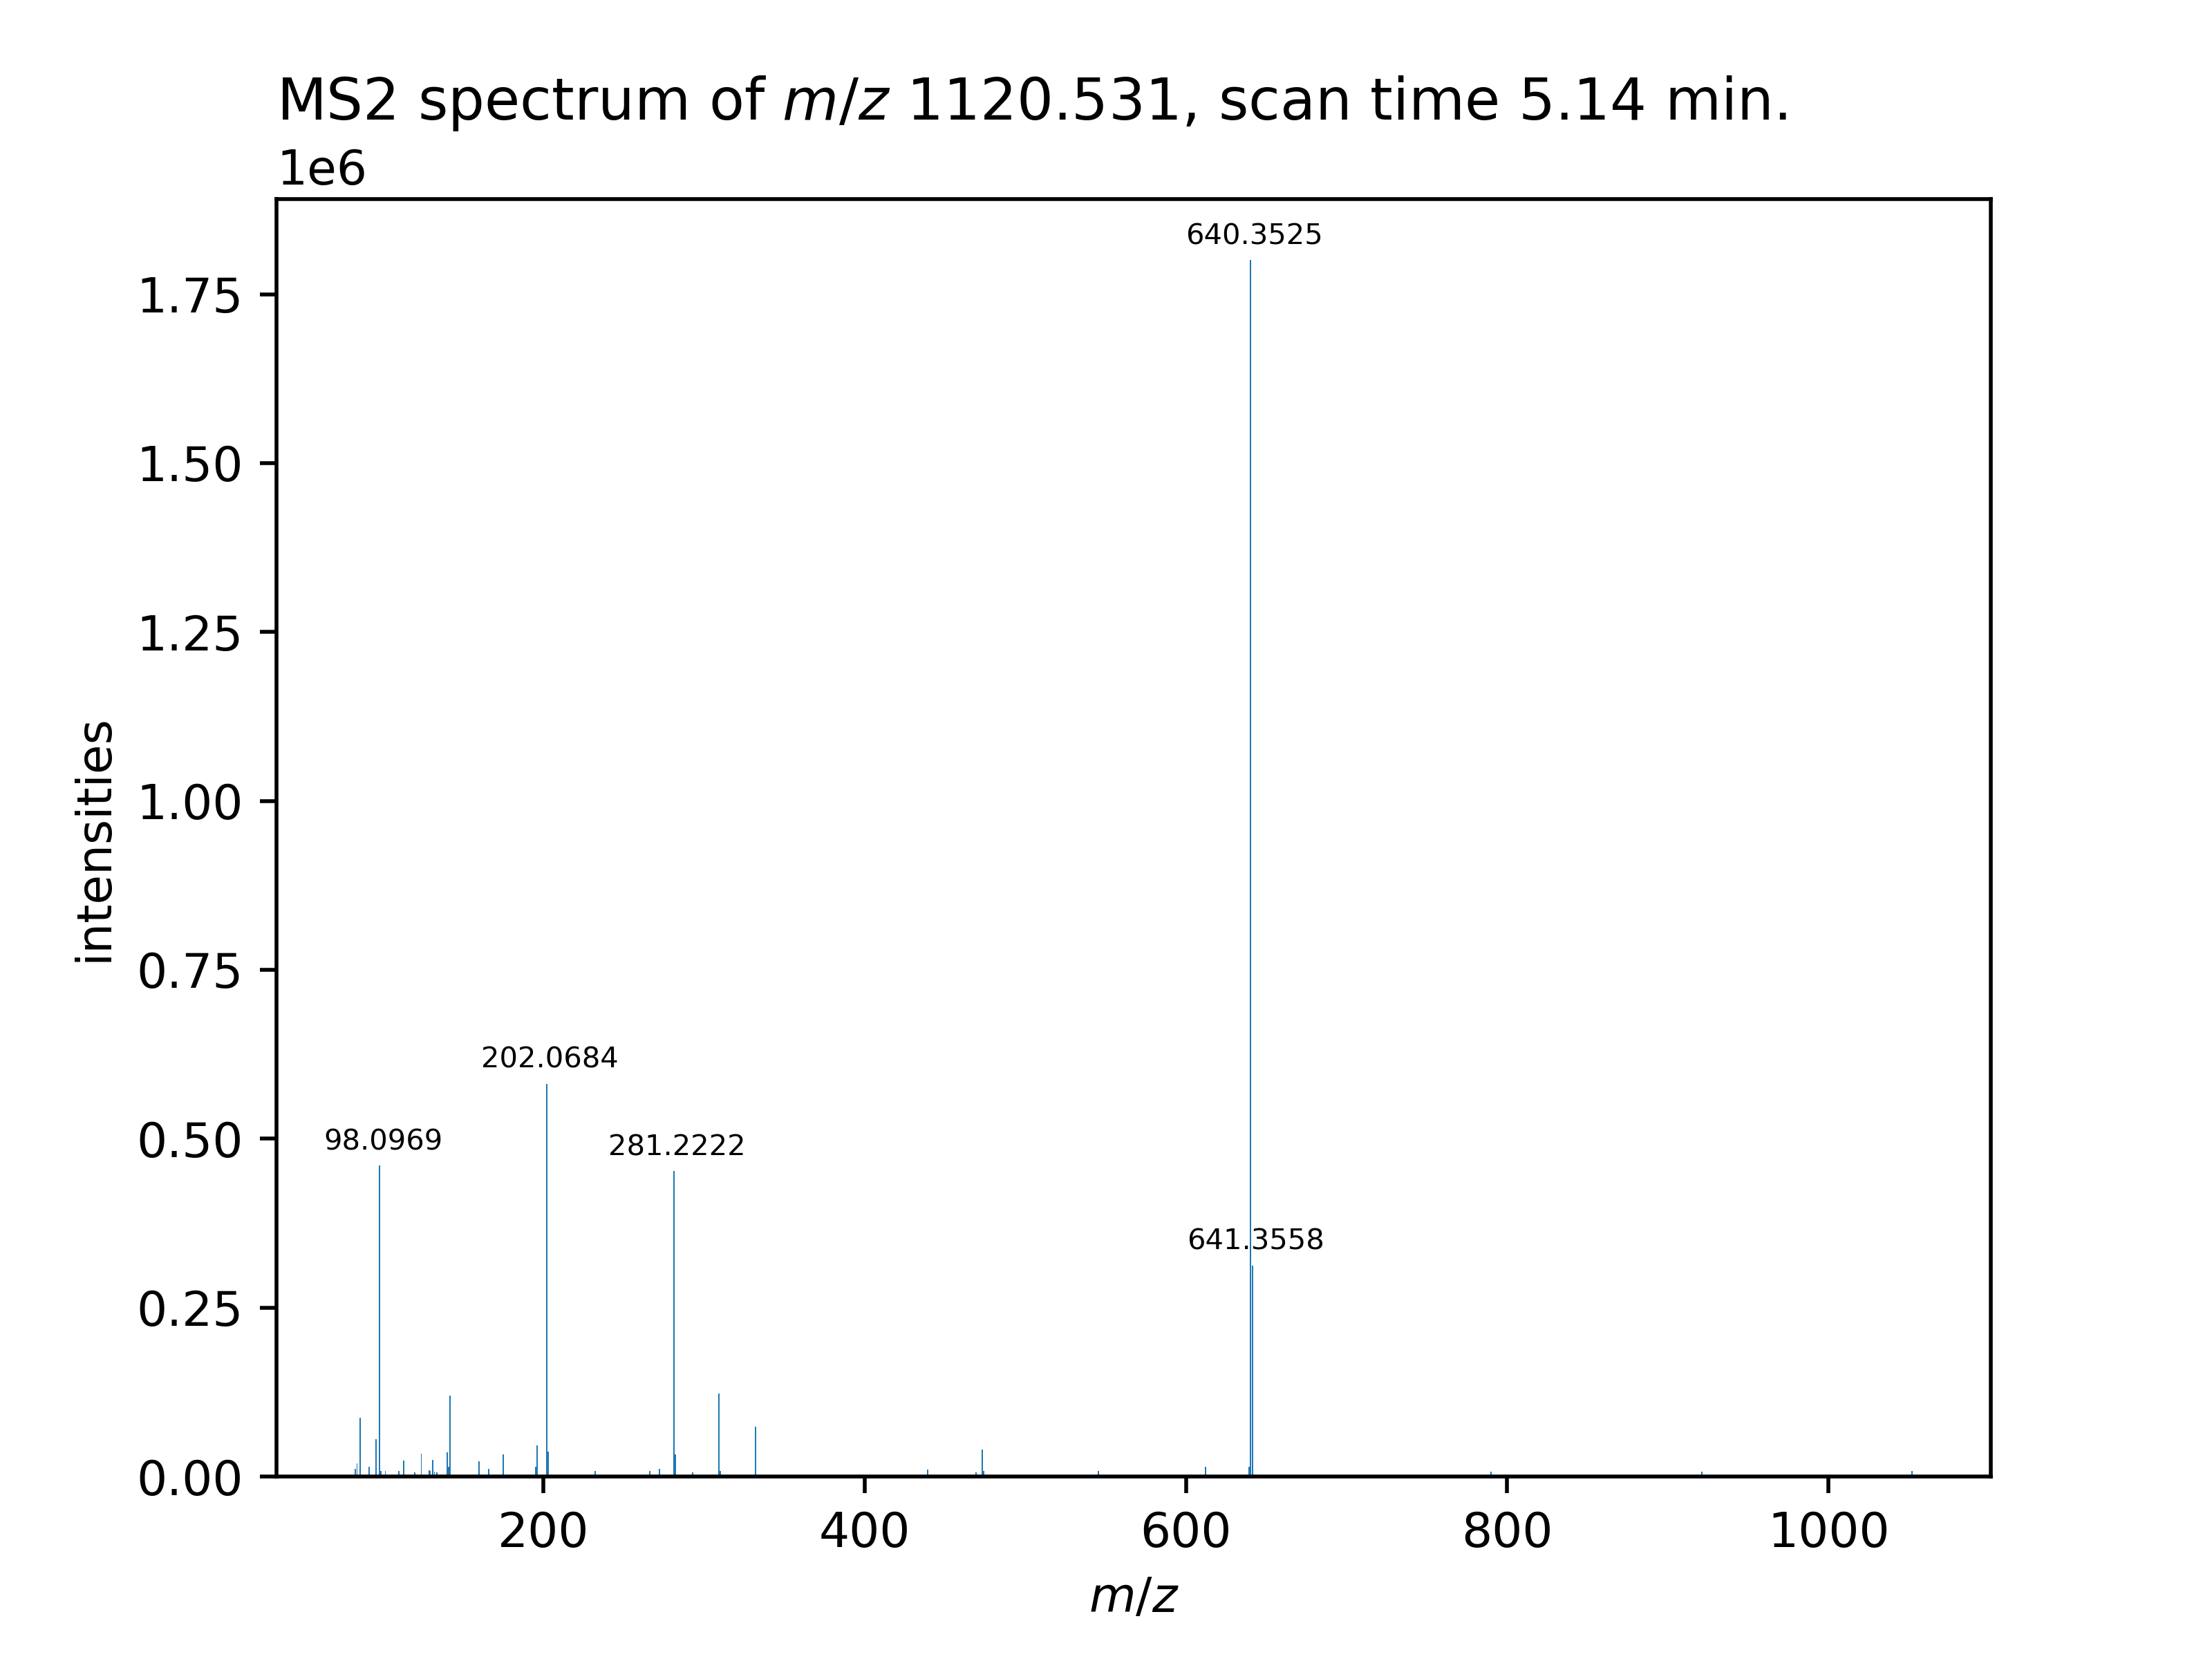 MS2 spectrum of m/z 1120.531, scan time 5.14 min.
1e6
640.3525
1.75
1.50
1.25
1.00
0.75
202.0684
98.0969
281.2222
0.50
641.3558
0.25
0.00
intensities
200 400 600 800 1000
m/z